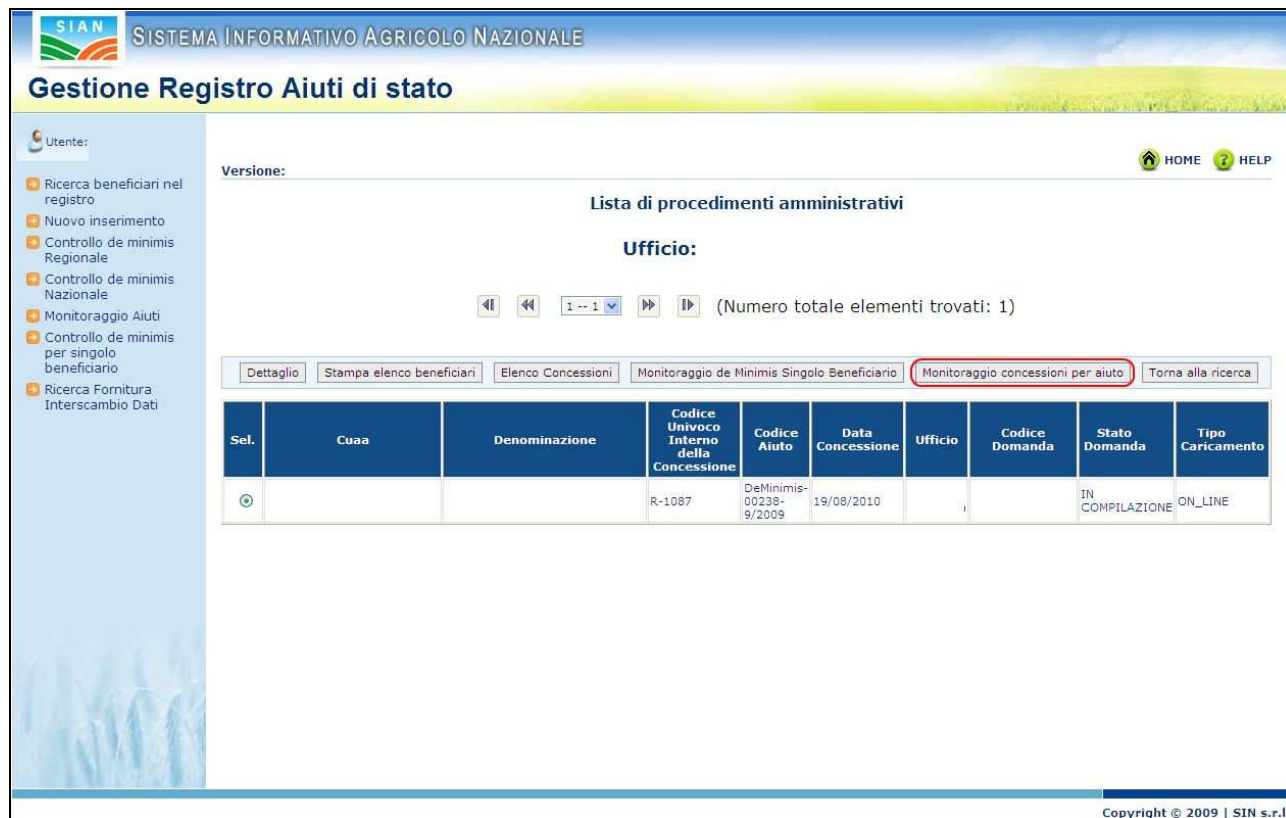 SIAN
SISTEMA INFORMATIVO AGRICOLO NAZIONALE
Gestione Registro Aiuti di stato
Utente:
HOME
HELP
Ricerca beneficiari nel
registro
Nuovo inserimento
Controllo de minimis
Regionale
Controllo de minimis
Nazionale
Monitoraggio Aiuti
Controllo de minimis
per singolo
beneficiario
Ricerca Fornitura
Interscambio Dati
Versione:
Lista di procedimenti amministrativi
Ufficio:
1 -- 1
(Numero totale elementi trovati: 1)
Dettaglio
Stampa elenco beneficiari
Elenco Concessioni
Monitoraggio de Minimis Singolo Beneficiario
Monitoraggio concessioni per aiuto
Torna alla ricerca
Sel.
Cuaa
Denominazione
Codice
Univoco
Interno
della
Concessione
Codice
Aiuto
Data
Concessione
Ufficio
Codice
Domanda
Stato
Domanda
Tipo
Caricamento
R-1087
DeMinimis-
00238-
9/2009
19/08/2010
IN
COMPILAZIONE
ON_LINE
Copyright © 2009 | SIN s.r.l